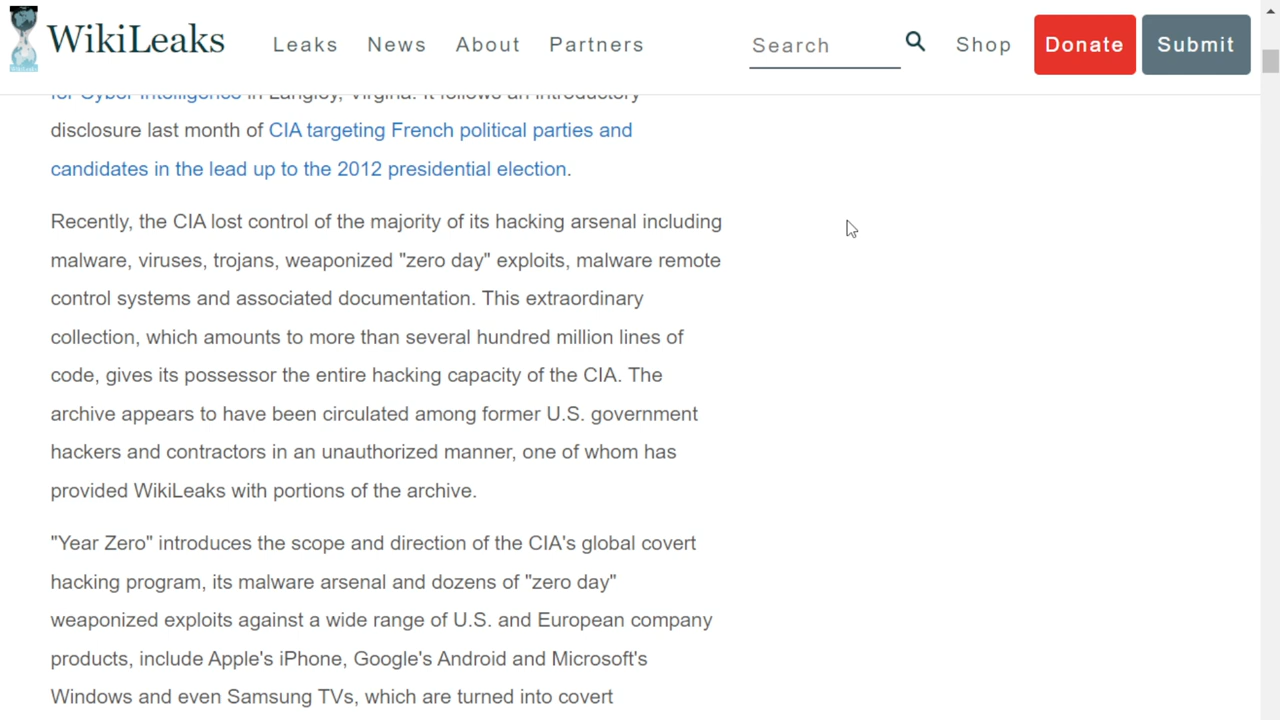 WikiLeaks
Leaks News About Partners
Search
Shop
Donate
Submit
for Cyber Intelligence in Langley, Virginia. It follows an introductory
disclosure last month of CIA targeting French political parties and
candidates in the lead up to the 2012 presidential election.
Recently, the CIA lost control of the majority of its hacking arsenal including
malware, viruses, trojans, weaponized "zero day" exploits, malware remote
control systems and associated documentation. This extraordinary
collection, which amounts to more than several hundred million lines of
code, gives its possessor the entire hacking capacity of the CIA. The
archive appears to have been circulated among former U.S. government
hackers and contractors in an unauthorized manner, one of whom has
provided WikiLeaks with portions of the archive.
"Year Zero" introduces the scope and direction of the CIA's global covert
hacking program, its malware arsenal and dozens of "zero day"
weaponized exploits against a wide range of U.S. and European company
products, include Apple's iPhone, Google's Android and Microsoft's
Windows and even Samsung TVs, which are turned into covert